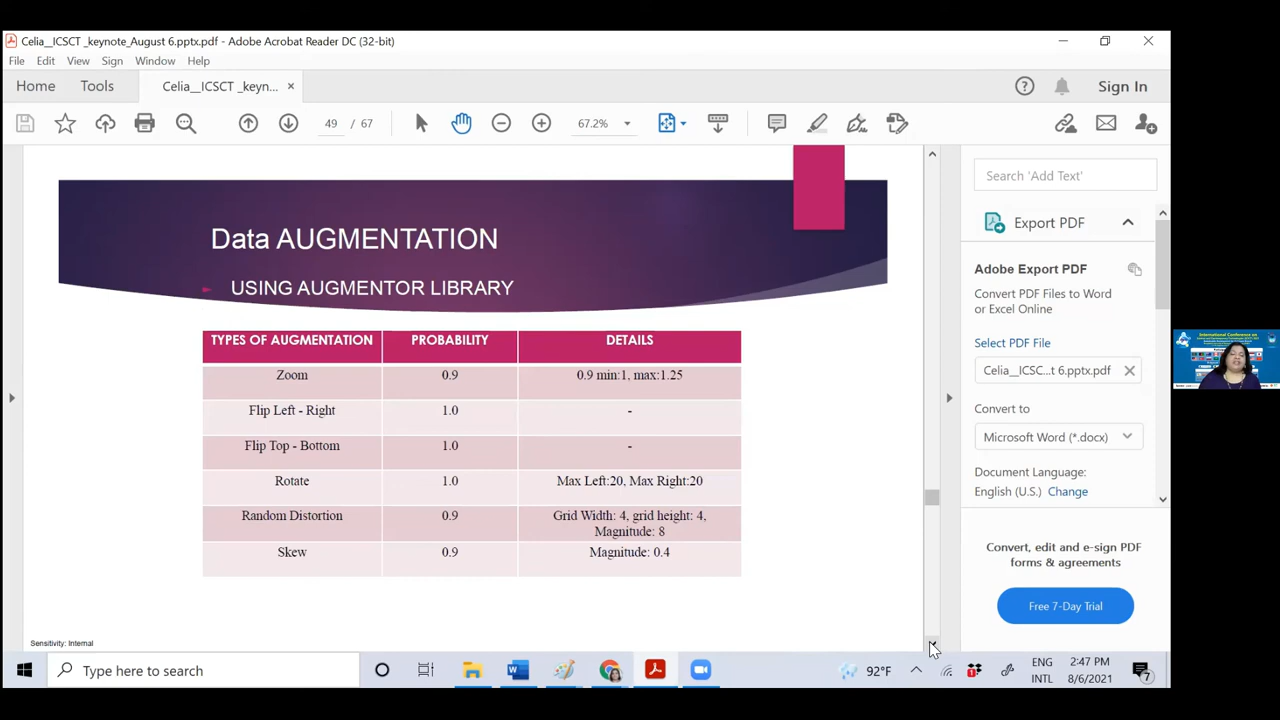 Celia__ICSCT _keynote_August 6.pptx.pdf - Adobe Acrobat Reader DC (32-bit)
File Edit View Sign Window Help
Home Tools Celia__ICSCT _keyn... ×
Sign In
49 / 67 67.2%
Search 'Add Text'
Export PDF
Adobe Export PDF
Convert PDF Files to Word
or Excel Online
Select PDF File
Celia__ICSC...t 6.pptx.pdf
Convert to
Microsoft Word (*.docx)
Document Language:
English (U.S.) Change
Convert, edit and e-sign PDF
forms & agreements
Free 7-Day Trial
Data AUGMENTATION
USING AUGMENTOR LIBRARY
TYPES OF AUGMENTATION PROBABILITY DETAILS
Zoom 0.9 0.9 min:1, max:1.25
Flip Left - Right 1.0 -
Flip Top - Bottom 1.0 -
Rotate 1.0 Max Left:20, Max Right:20
Random Distortion 0.9 Grid Width: 4, grid height: 4,
Magnitude: 8
Skew 0.9 Magnitude: 0.4
Sensitivity: Internal
International Conference on
Type here to search
92°F
ENG
INTL
2:47 PM
8/6/2021
7